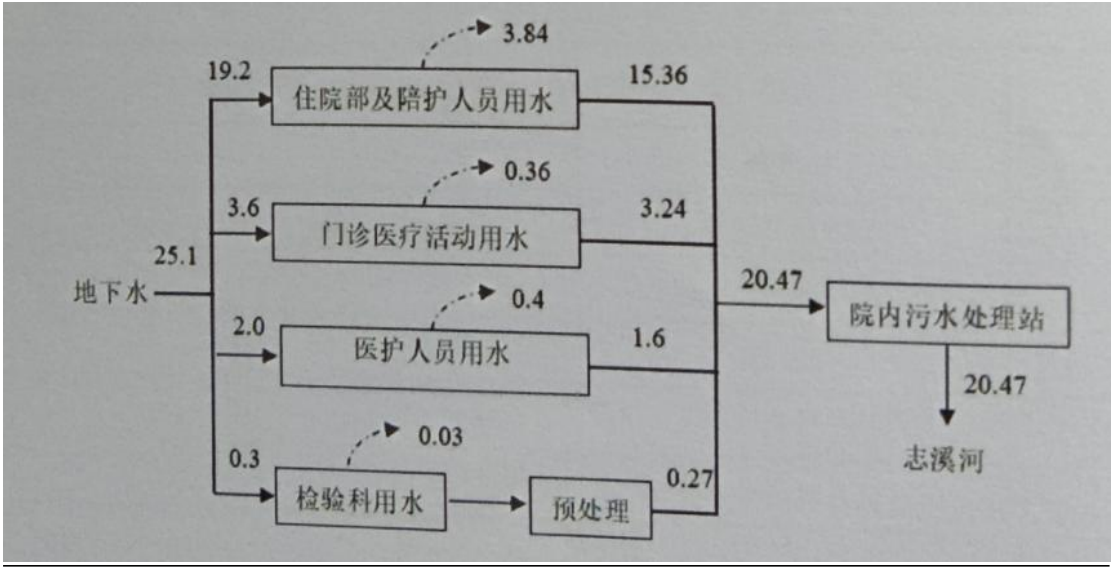 3.84
19.2
住院部及陪护人员用水
15.36
0.36
3.6
门诊医疗活动用水
3.24
25.1
地下水
0.4
2.0
医护人员用水
1.6
20.47
院内污水处理站
20.47
志溪河
0.03
0.3
检验科用水
预处理
0.27